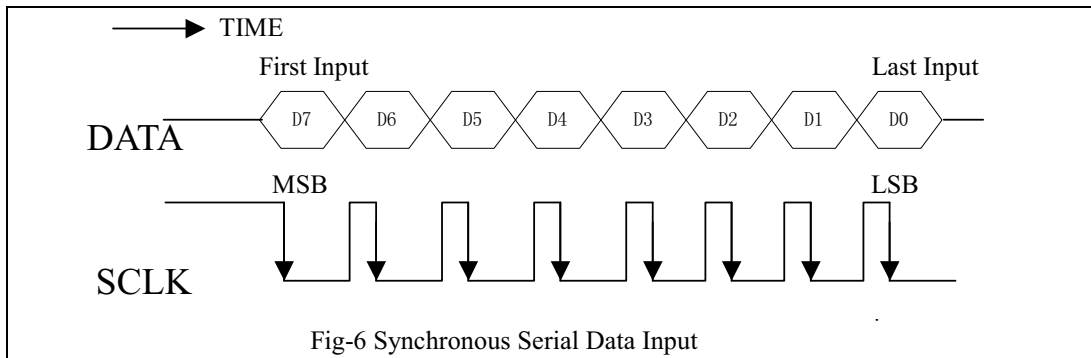 TIME
First Input Last Input
DATA D7 D6 D5 D4 D3 D2 D1 D0
MSB LSB
SCLK
Fig-6 Synchronous Serial Data Input